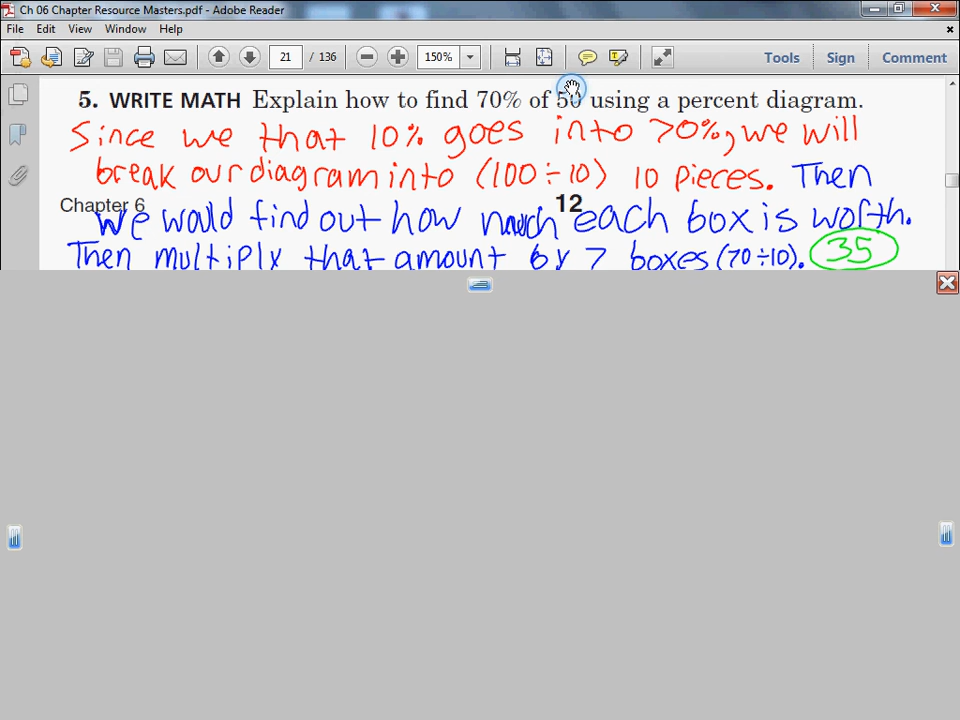 Ch 06 Chapter Resource Masters.pdf - Adobe Reader
File Edit View Window Help
21 / 136 150% Tools Sign Comment
5. WRITE MATH Explain how to find 70% of 50 using a percent diagram.
Since we that 10% goes into 70%, we will
break our diagram into (100 ÷ 10) 10 pieces. Then
Chapter 6 12
we would find out how much each box is worth.
Then multiply that amount by 7 boxes (70÷10). 35